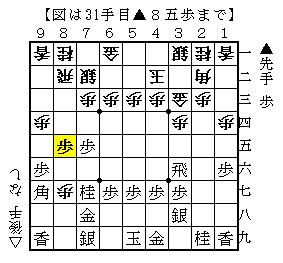 【図は31手目▲８五歩まで】
９ ８ ７ ６ ５ ４ ３ ２ １
香 桂 金 銀 桂 香 一
飛 銀 王 角 二
歩 歩 歩 歩 金 歩 歩 三
歩 歩 歩 四
歩 歩 五
歩 飛 歩 六
角 歩 桂 歩 歩 歩 歩 七
金 銀 八
香 銀 玉 金 桂 香 九
▲先手 歩
△後手 なし